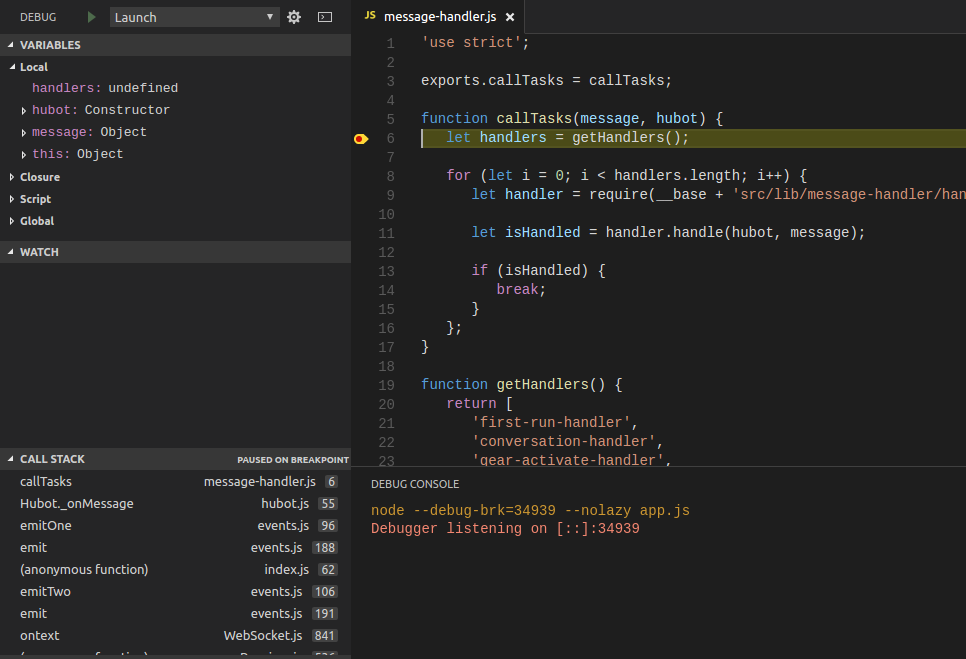 DEBUG Launch
VARIABLES
Local
handlers: undefined
hubot: Constructor
message: Object
this: Object
Closure
Script
Global
WATCH
CALL STACK PAUSED ON BREAKPOINT
callTasks message-handler.js 6
Hubot._onMessage hubot.js 55
emitOne events.js 96
emit events.js 188
(anonymous function) index.js 62
emitTwo events.js 106
emit events.js 191
ontext WebSocket.js 841
JS message-handler.js ×
1 'use strict';
2
3 exports.callTasks = callTasks;
4
5 function callTasks(message, hubot) {
6 let handlers = getHandlers();
7
8 for (let i = 0; i < handlers.length; i++) {
9 let handler = require(__base + 'src/lib/message-handler/han
10
11 let isHandled = handler.handle(hubot, message);
12
13 if (isHandled) {
14 break;
15 }
16 };
17 }
18
19 function getHandlers() {
20 return [
21 'first-run-handler',
22 'conversation-handler',
23 'gear-activate-handler',
DEBUG CONSOLE
node --debug-brk=34939 --nolazy app.js
Debugger listening on [::]:34939